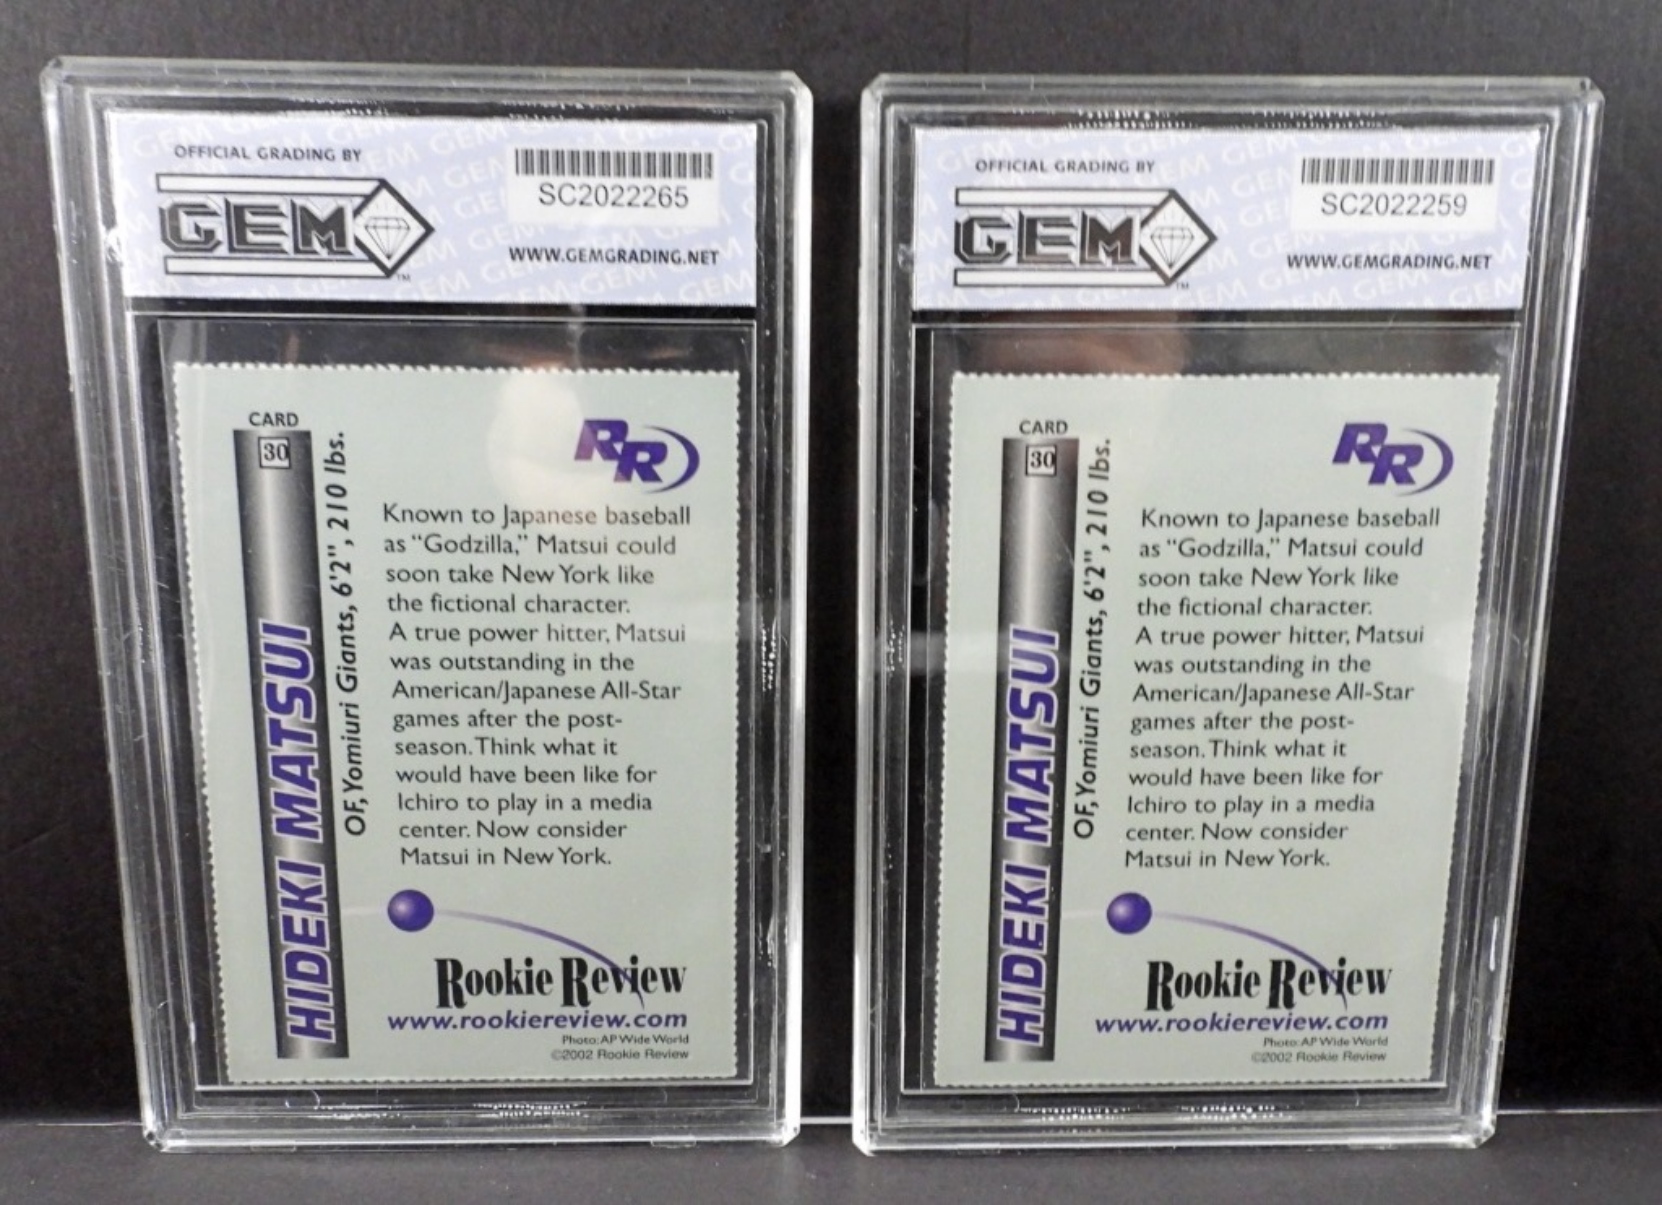 OFFICIAL GRADING BY
GEM
TM
SC2022265
WWW.GEMGRADING.NET
CARD
30
HIDEKI MATSUI
OF, Yomiuri Giants, 6'2", 210 lbs.
RR
Known to Japanese baseball
as "Godzilla," Matsui could
soon take New York like
the fictional character.
A true power hitter, Matsui
was outstanding in the
American/Japanese All-Star
games after the post-
season. Think what it
would have been like for
Ichiro to play in a media
center. Now consider
Matsui in New York.
Rookie Review
www.rookiereview.com
Photo: AP Wide World
©2002 Rookie Review
OFFICIAL GRADING BY
GEM
TM
SC2022259
WWW.GEMGRADING.NET
CARD
30
HIDEKI MATSUI
OF, Yomiuri Giants, 6'2", 210 lbs.
RR
Known to Japanese baseball
as "Godzilla," Matsui could
soon take New York like
the fictional character.
A true power hitter, Matsui
was outstanding in the
American/Japanese All-Star
games after the post-
season. Think what it
would have been like for
Ichiro to play in a media
center. Now consider
Matsui in New York.
Rookie Review
www.rookiereview.com
Photo: AP Wide World
©2002 Rookie Review